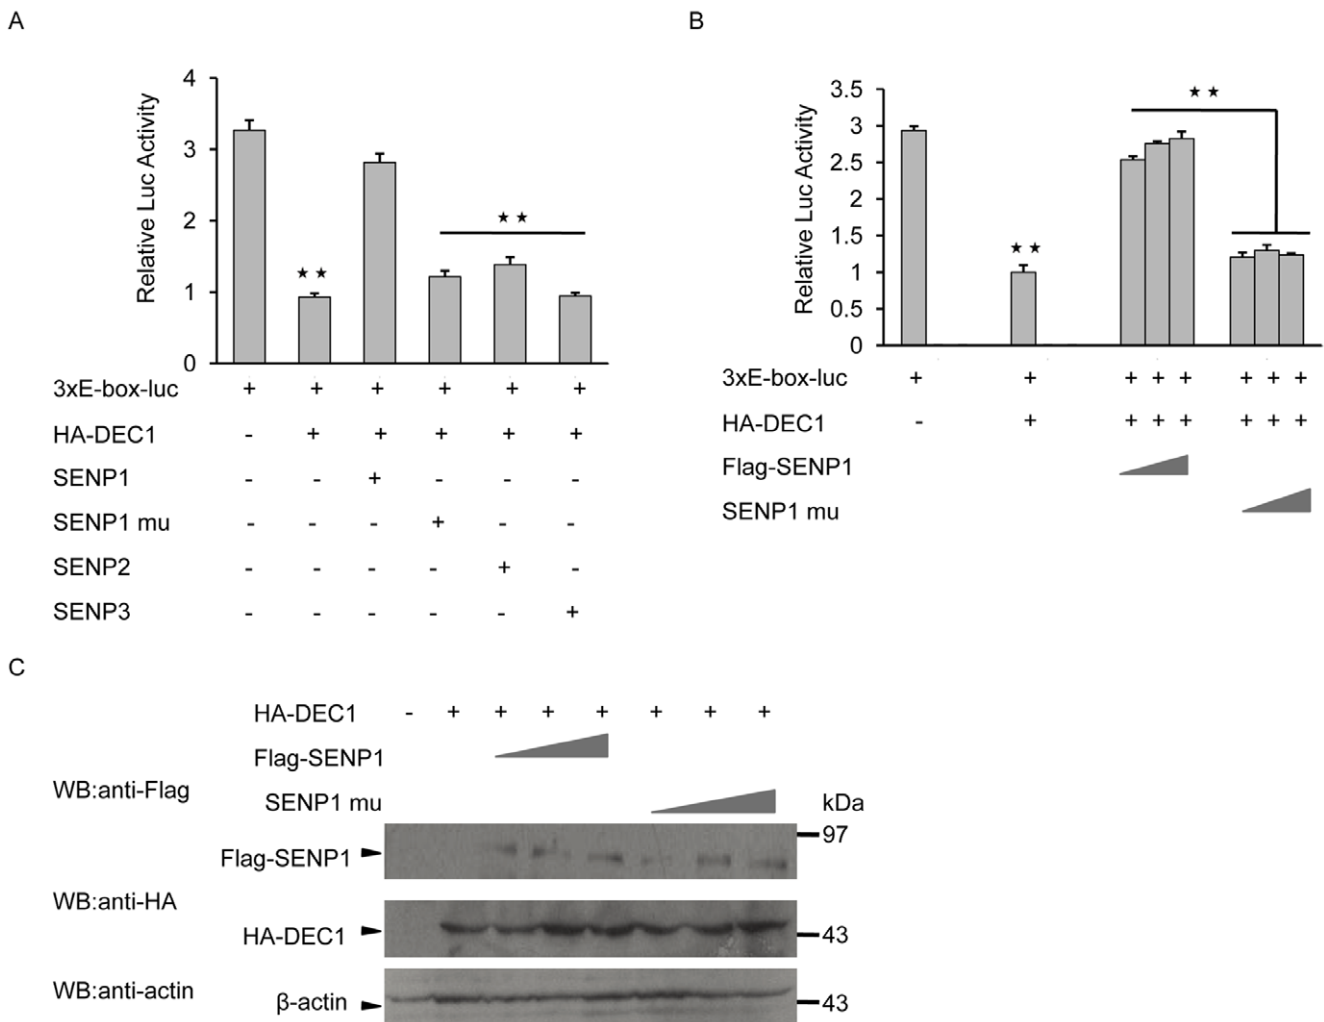 A
Relative Luc Activity
4
3
2
1
0
★★
★★
3xE-box-luc + + + + + +
HA-DEC1 - + + + + +
SENP1 - - + - - -
SENP1 mu - - - + - -
SENP2 - - - - + -
SENP3 - - - - - +
B
Relative Luc Activity
3.5
3
2.5
2
1.5
1
0.5
0
★★
★★
3xE-box-luc + + + + + + + +
HA-DEC1 - + + + + + + +
Flag-SENP1
SENP1 mu
C
HA-DEC1 - + + + + + + +
Flag-SENP1
WB:anti-Flag
SENP1 mu
kDa
97
Flag-SENP1
WB:anti-HA
HA-DEC1
43
WB:anti-actin
β-actin
43